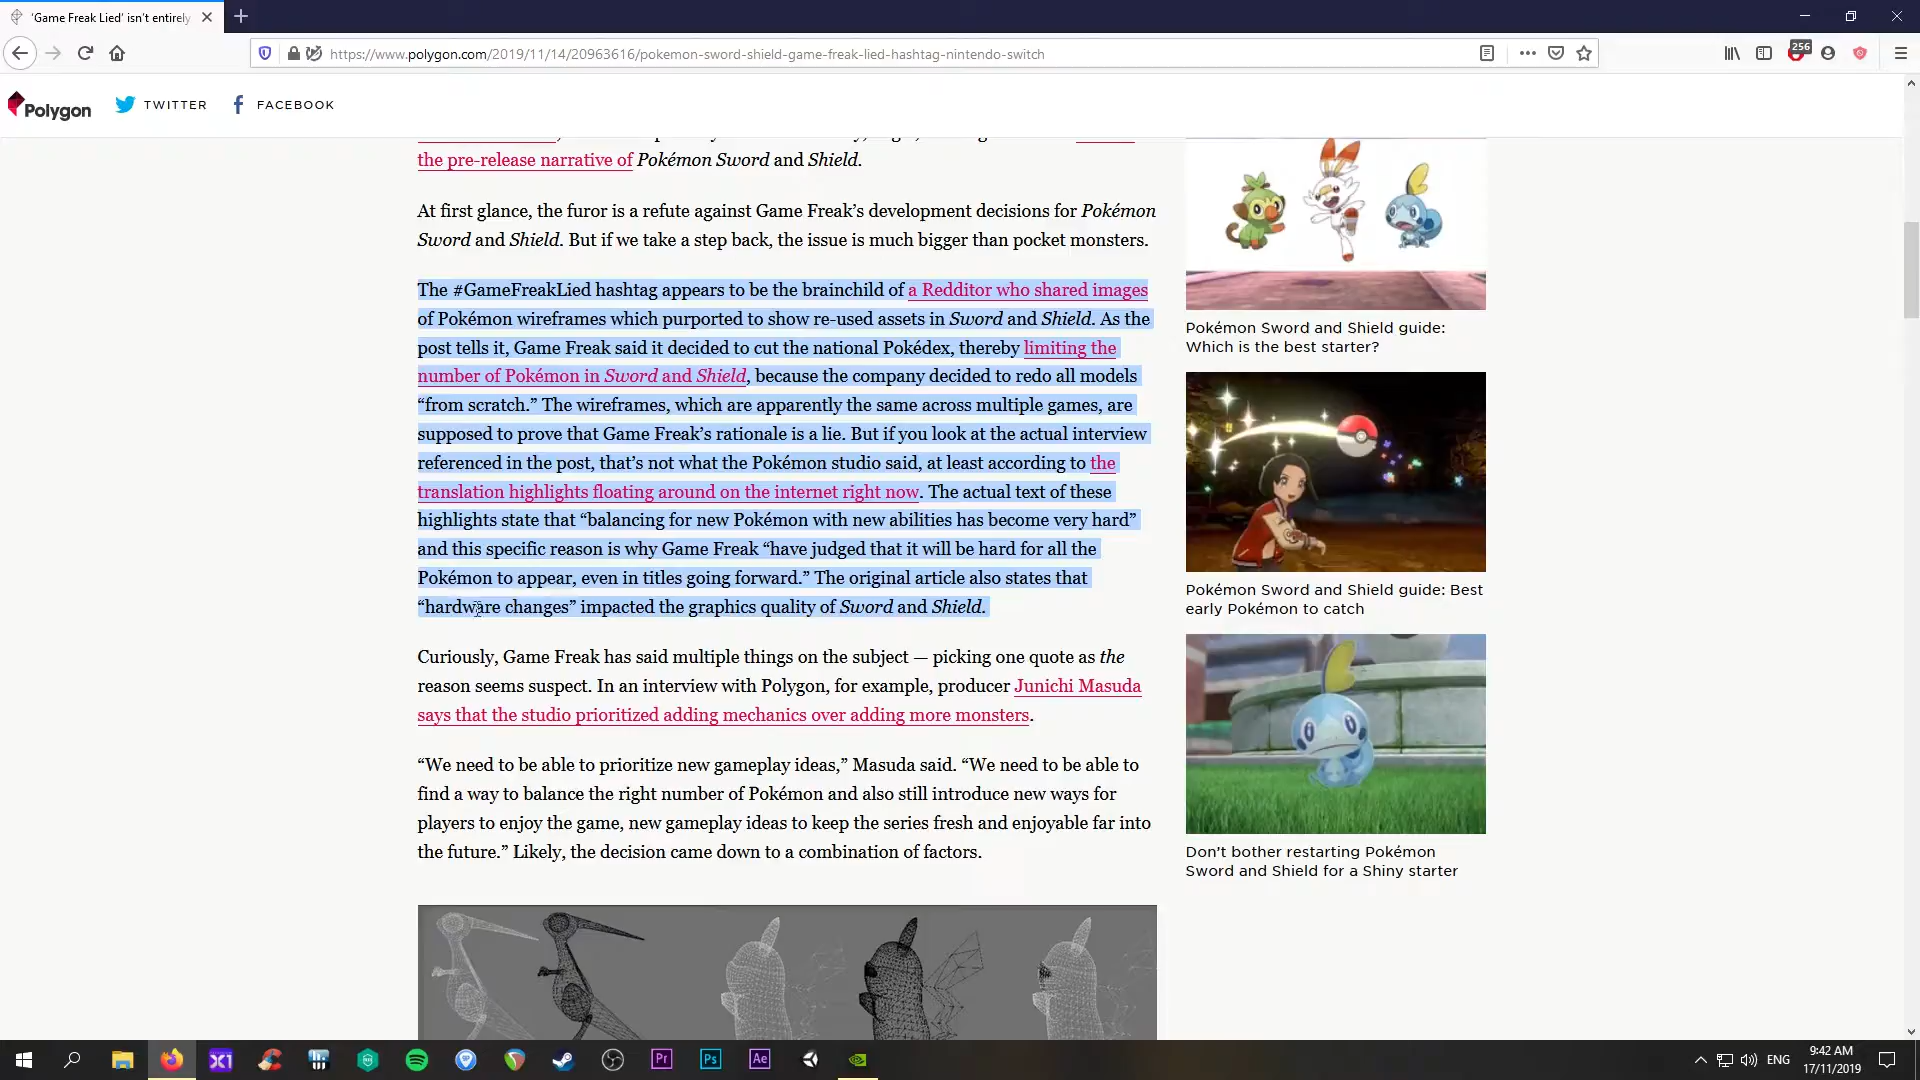 'Game Freak Lied' isn't entirely
https://www.polygon.com/2019/11/14/20963616/pokemon-sword-shield-game-freak-lied-hashtag-nintendo-switch
256
Polygon
TWITTER
FACEBOOK
the pre-release narrative of Pokémon Sword and Shield.
At first glance, the furor is a refute against Game Freak’s development decisions for Pokémon
Sword and Shield. But if we take a step back, the issue is much bigger than pocket monsters.
The #GameFreakLied hashtag appears to be the brainchild of a Redditor who shared images
of Pokémon wireframes which purported to show re-used assets in Sword and Shield. As the
post tells it, Game Freak said it decided to cut the national Pokédex, thereby limiting the
number of Pokémon in Sword and Shield, because the company decided to redo all models
“from scratch.” The wireframes, which are apparently the same across multiple games, are
supposed to prove that Game Freak’s rationale is a lie. But if you look at the actual interview
referenced in the post, that’s not what the Pokémon studio said, at least according to the
translation highlights floating around on the internet right now. The actual text of these
highlights state that “balancing for new Pokémon with new abilities has become very hard”
and this specific reason is why Game Freak “have judged that it will be hard for all the
Pokémon to appear, even in titles going forward.” The original article also states that
“hardware changes” impacted the graphics quality of Sword and Shield.
Curiously, Game Freak has said multiple things on the subject — picking one quote as the
reason seems suspect. In an interview with Polygon, for example, producer Junichi Masuda
says that the studio prioritized adding mechanics over adding more monsters.
“We need to be able to prioritize new gameplay ideas,” Masuda said. “We need to be able to
find a way to balance the right number of Pokémon and also still introduce new ways for
players to enjoy the game, new gameplay ideas to keep the series fresh and enjoyable far into
the future.” Likely, the decision came down to a combination of factors.
Pokémon Sword and Shield guide:
Which is the best starter?
Pokémon Sword and Shield guide: Best
early Pokémon to catch
Don’t bother restarting Pokémon
Sword and Shield for a Shiny starter
X1
Pr
Ps
Ae
ENG
9:42 AM
17/11/2019